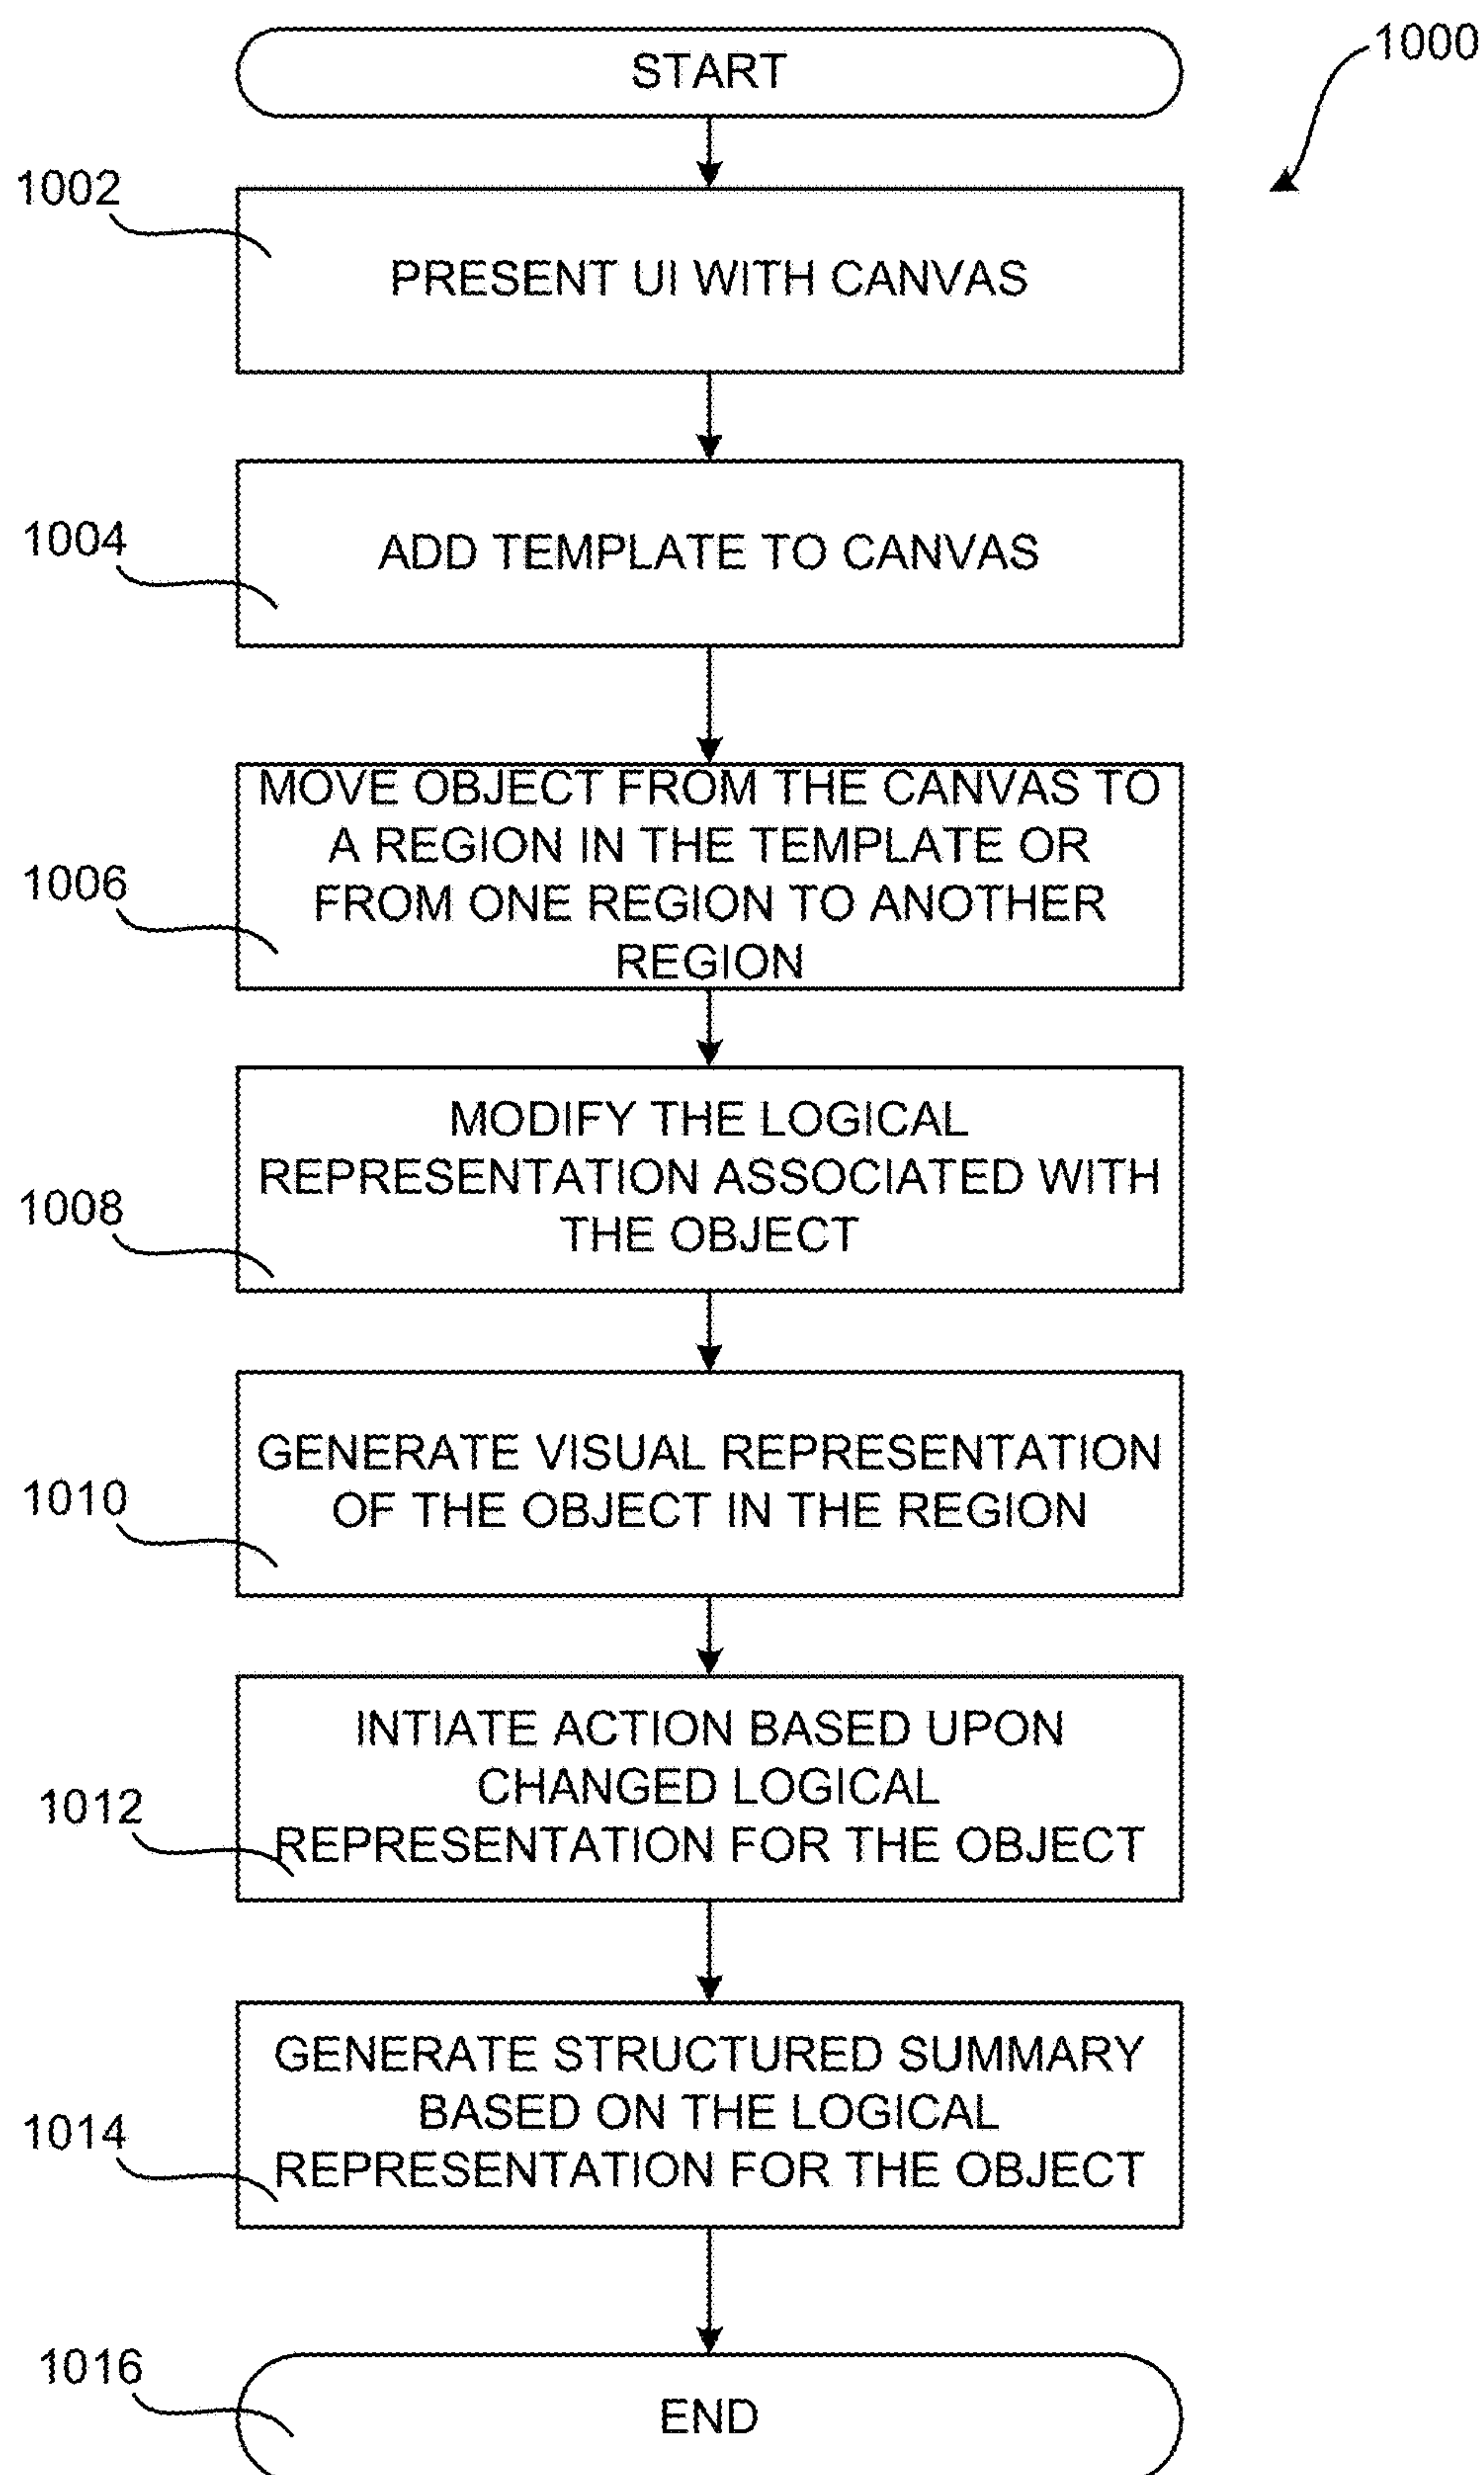 START
1000
1002
PRESENT UI WITH CANVAS
1004
ADD TEMPLATE TO CANVAS
1006
MOVE OBJECT FROM THE CANVAS TO
A REGION IN THE TEMPLATE OR
FROM ONE REGION TO ANOTHER
REGION
1008
MODIFY THE LOGICAL
REPRESENTATION ASSOCIATED WITH
THE OBJECT
1010
GENERATE VISUAL REPRESENTATION
OF THE OBJECT IN THE REGION
1012
INTIATE ACTION BASED UPON
CHANGED LOGICAL
REPRESENTATION FOR THE OBJECT
1014
GENERATE STRUCTURED SUMMARY
BASED ON THE LOGICAL
REPRESENTATION FOR THE OBJECT
1016
END